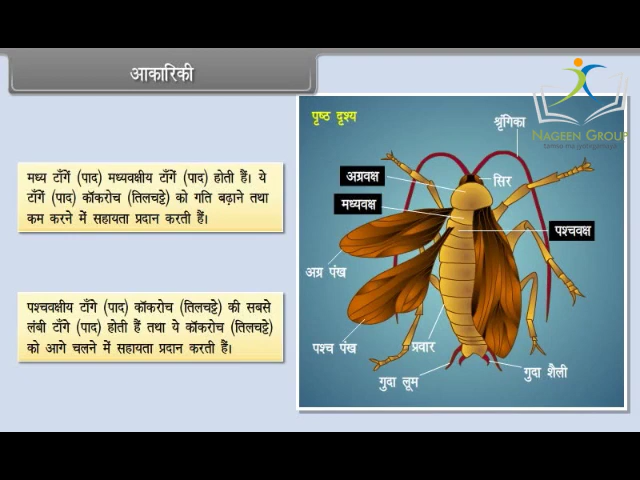 आकारिकी
NAGEEN GROUP
मध्य टाँगें (पाद) मध्यवक्षीय टाँगें (पाद) होती हैं। ये
टाँगें (पाद) कॉकरोच (तिलचट्टे) को गति बढ़ाने तथा
कम करने में सहायता प्रदान करती हैं।
पश्चवक्षीय टाँगे (पाद) कॉकरोच (तिलचट्टे) की सबसे
लंबी टाँगे (पाद) होती हैं तथा ये कॉकरोच (तिलचट्टे)
को आगे चलने में सहायता प्रदान करती हैं।
पृष्ठ दृश्य
श्रृंगिका
अग्रवक्ष
सिर
मध्यवक्ष
पश्चवक्ष
अग्र पंख
पश्च पंख
प्रवार
गुदा लूम
गुदा शैली